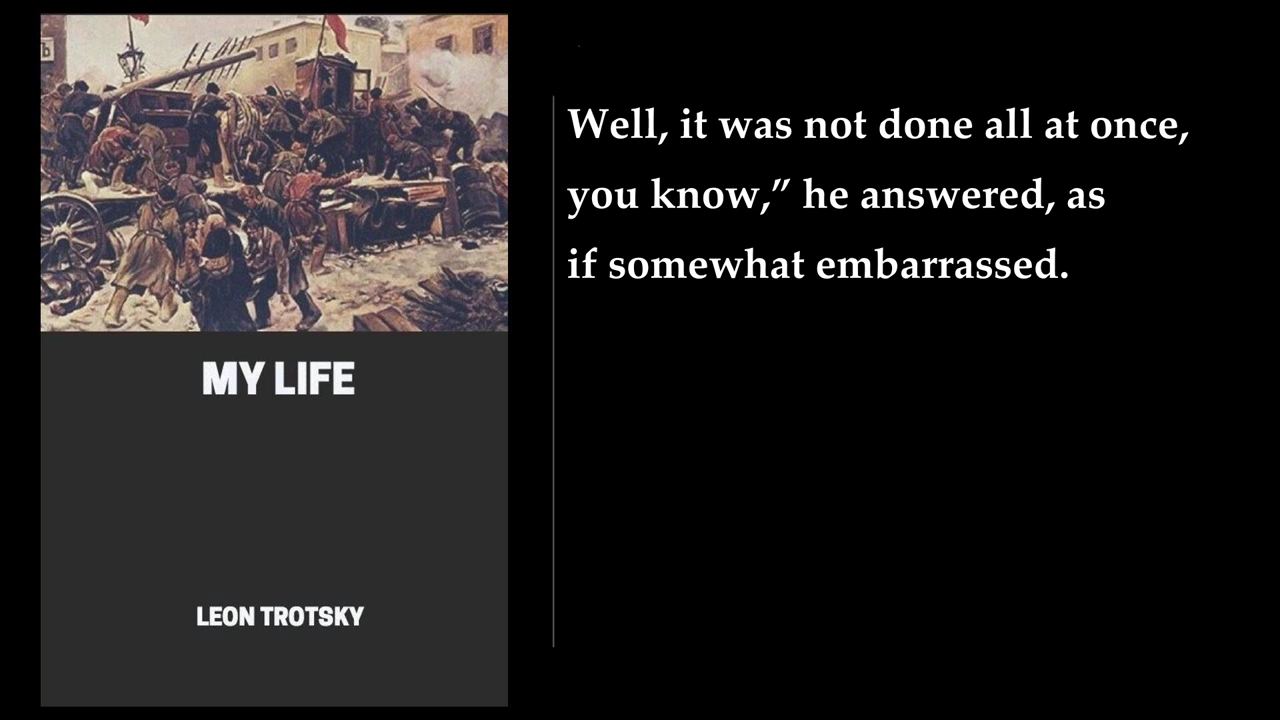 MY LIFE
LEON TROTSKY
Well, it was not done all at once,
you know,” he answered, as
if somewhat embarrassed.